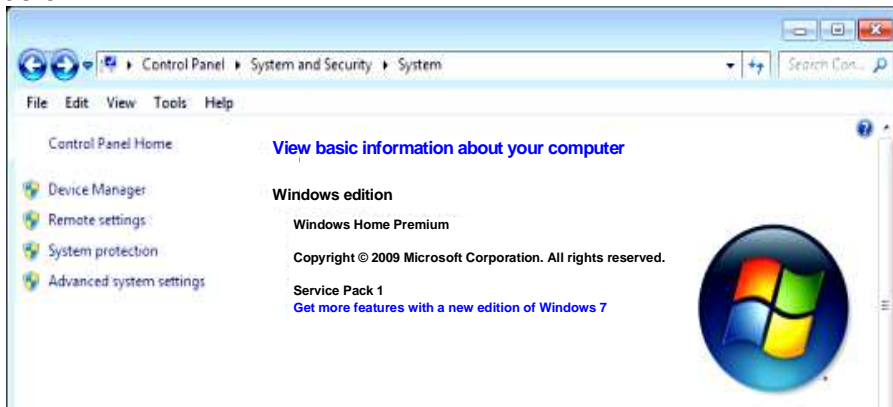 Control Panel ▸ System and Security ▸ System
Search Con...
File Edit View Tools Help
Control Panel Home
View basic information about your computer
Device Manager
Windows edition
Remote settings
Windows Home Premium
System protection
Copyright © 2009 Microsoft Corporation. All rights reserved.
Advanced system settings
Service Pack 1
Get more features with a new edition of Windows 7